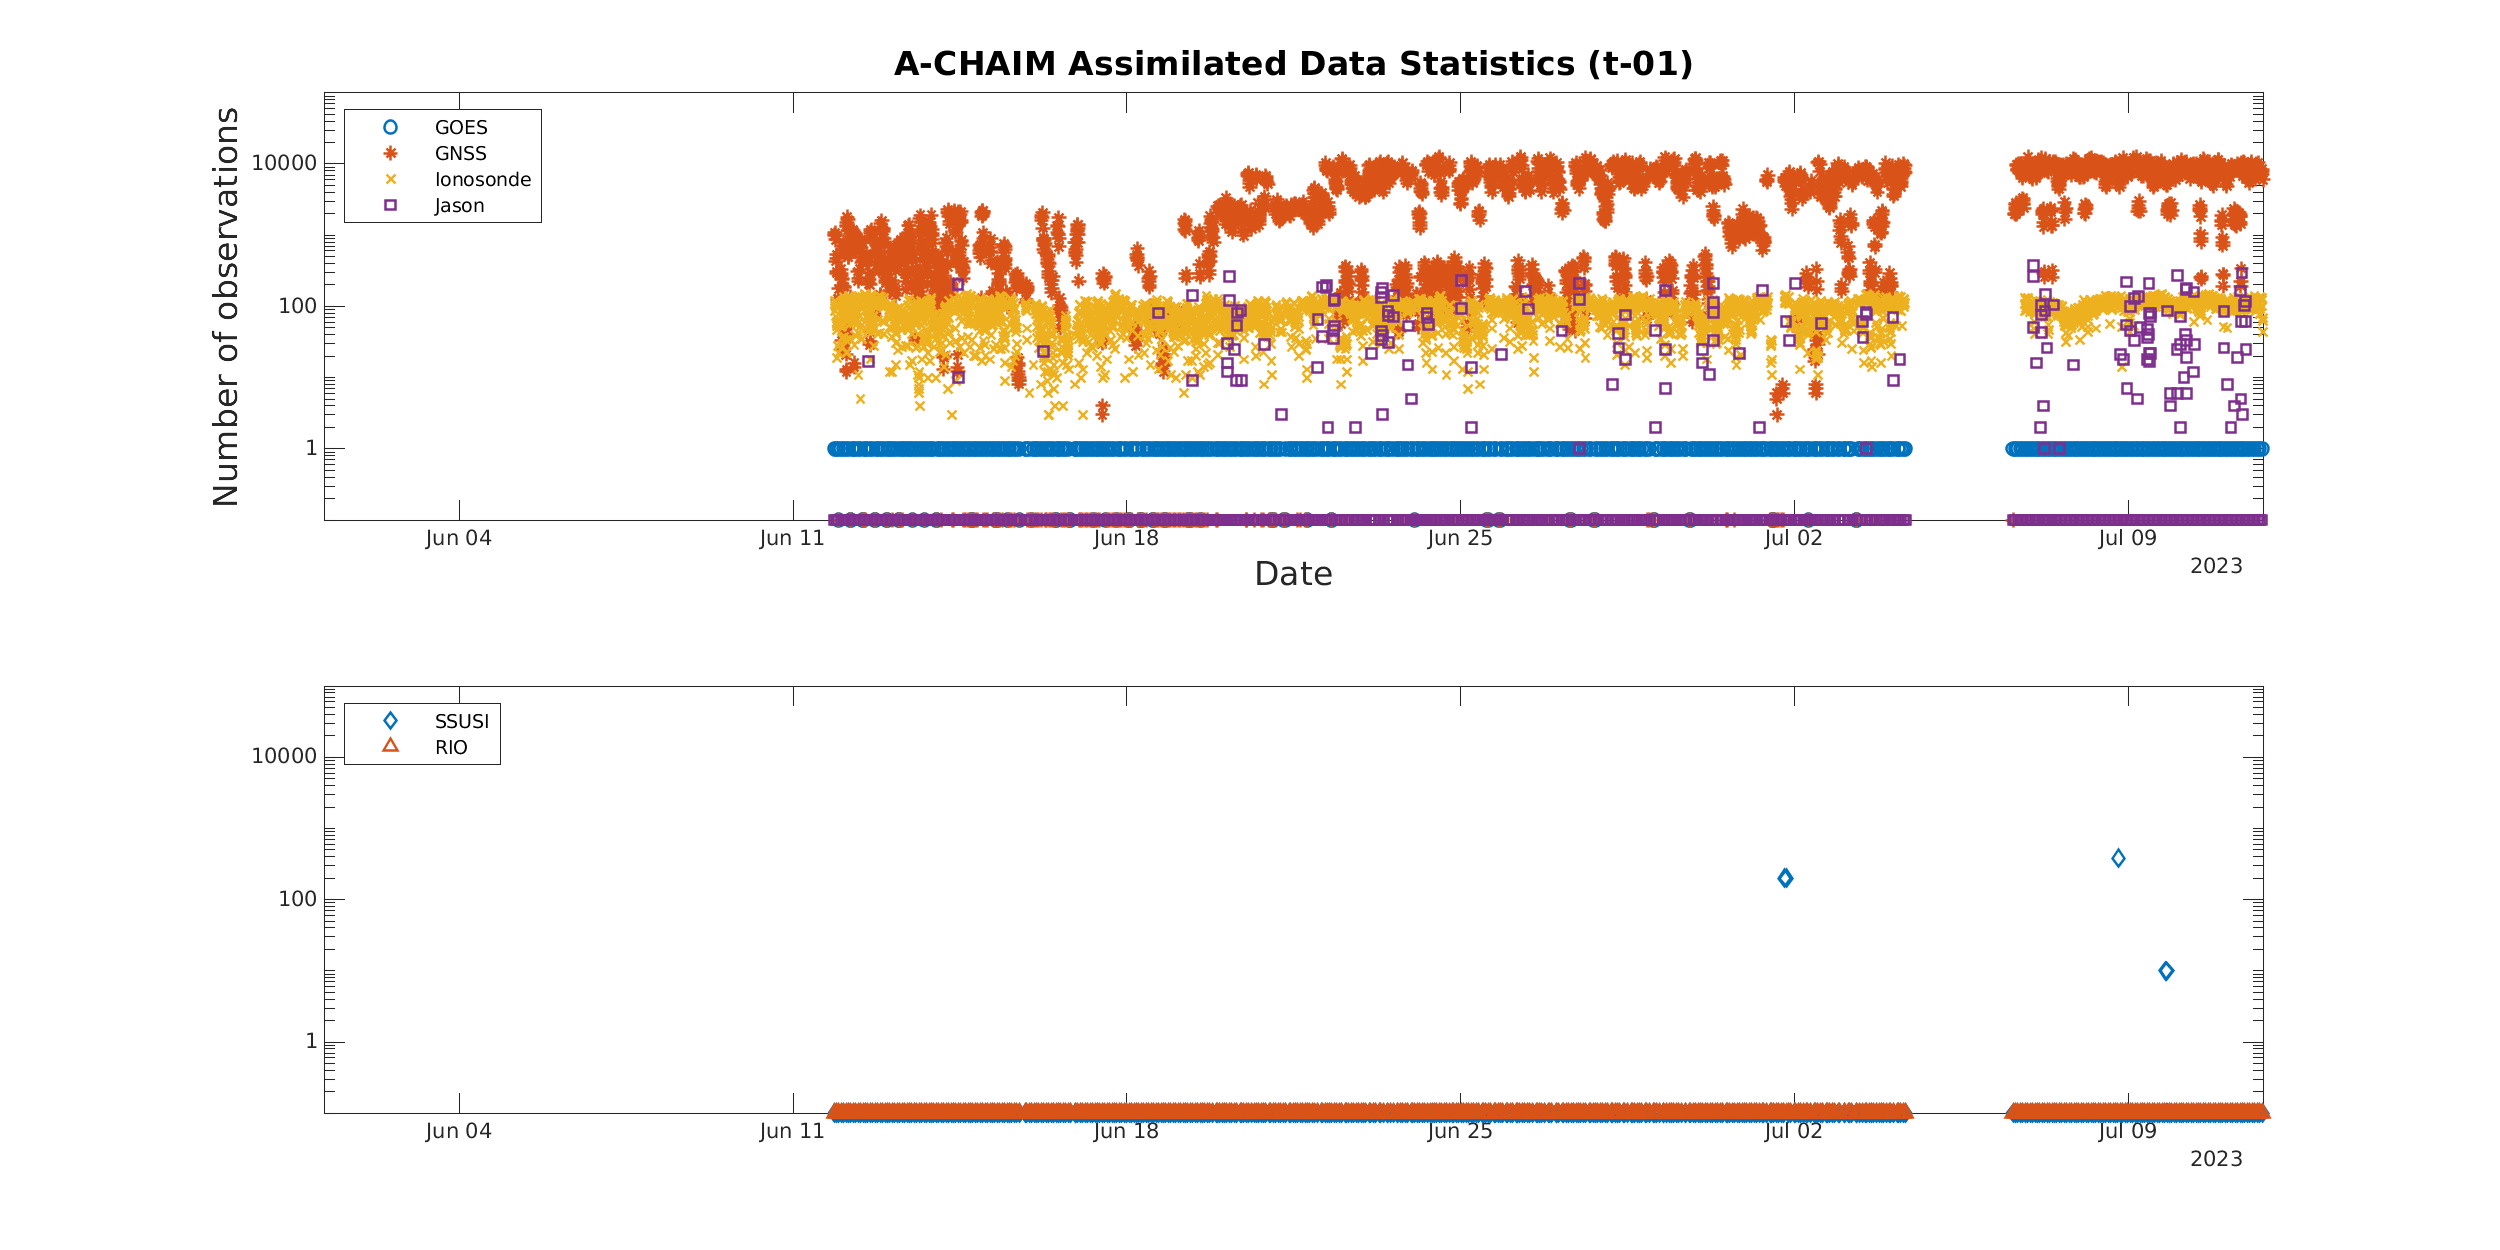 A-CHAIM Assimilated Data Statistics (t-01)
Number of observations
10000
100
1
GOES
GNSS
Ionosonde
Jason
Jun 04
Jun 11
Jun 18
Jun 25
Jul 02
Jul 09
2023
Date
10000
100
1
SSUSI
RIO
Jun 04
Jun 11
Jun 18
Jun 25
Jul 02
Jul 09
2023